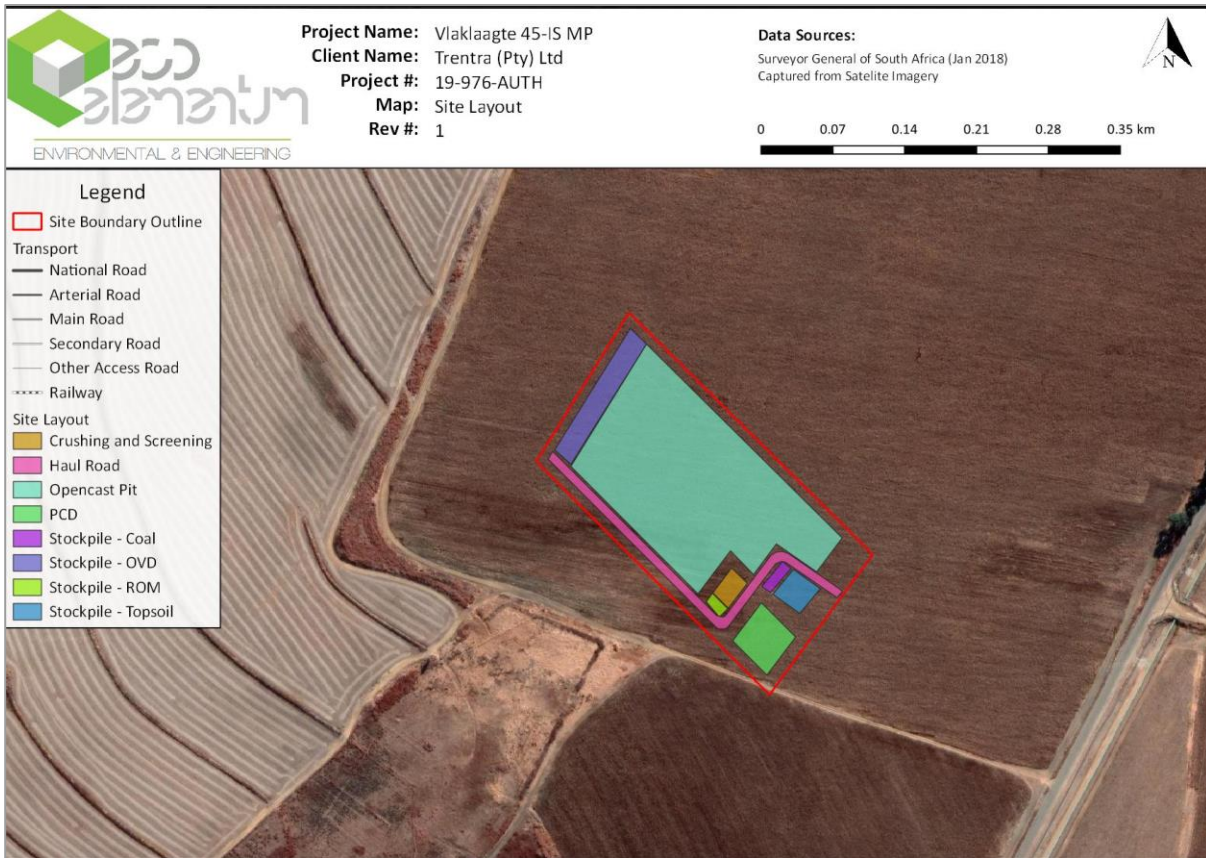 eco
elementum
ENVIRONMENTAL & ENGINEERING
Project Name: Vlaklaagte 45-IS MP
Client Name: Trentra (Pty) Ltd
Project #: 19-976-AUTH
Map: Site Layout
Rev #: 1
Data Sources:
Surveyor General of South Africa (Jan 2018)
Captured from Satelite Imagery
N
0 0.07 0.14 0.21 0.28 0.35 km
Legend
Site Boundary Outline
Transport
National Road
Arterial Road
Main Road
Secondary Road
Other Access Road
Railway
Site Layout
Crushing and Screening
Haul Road
Opencast Pit
PCD
Stockpile - Coal
Stockpile - OVD
Stockpile - ROM
Stockpile - Topsoil